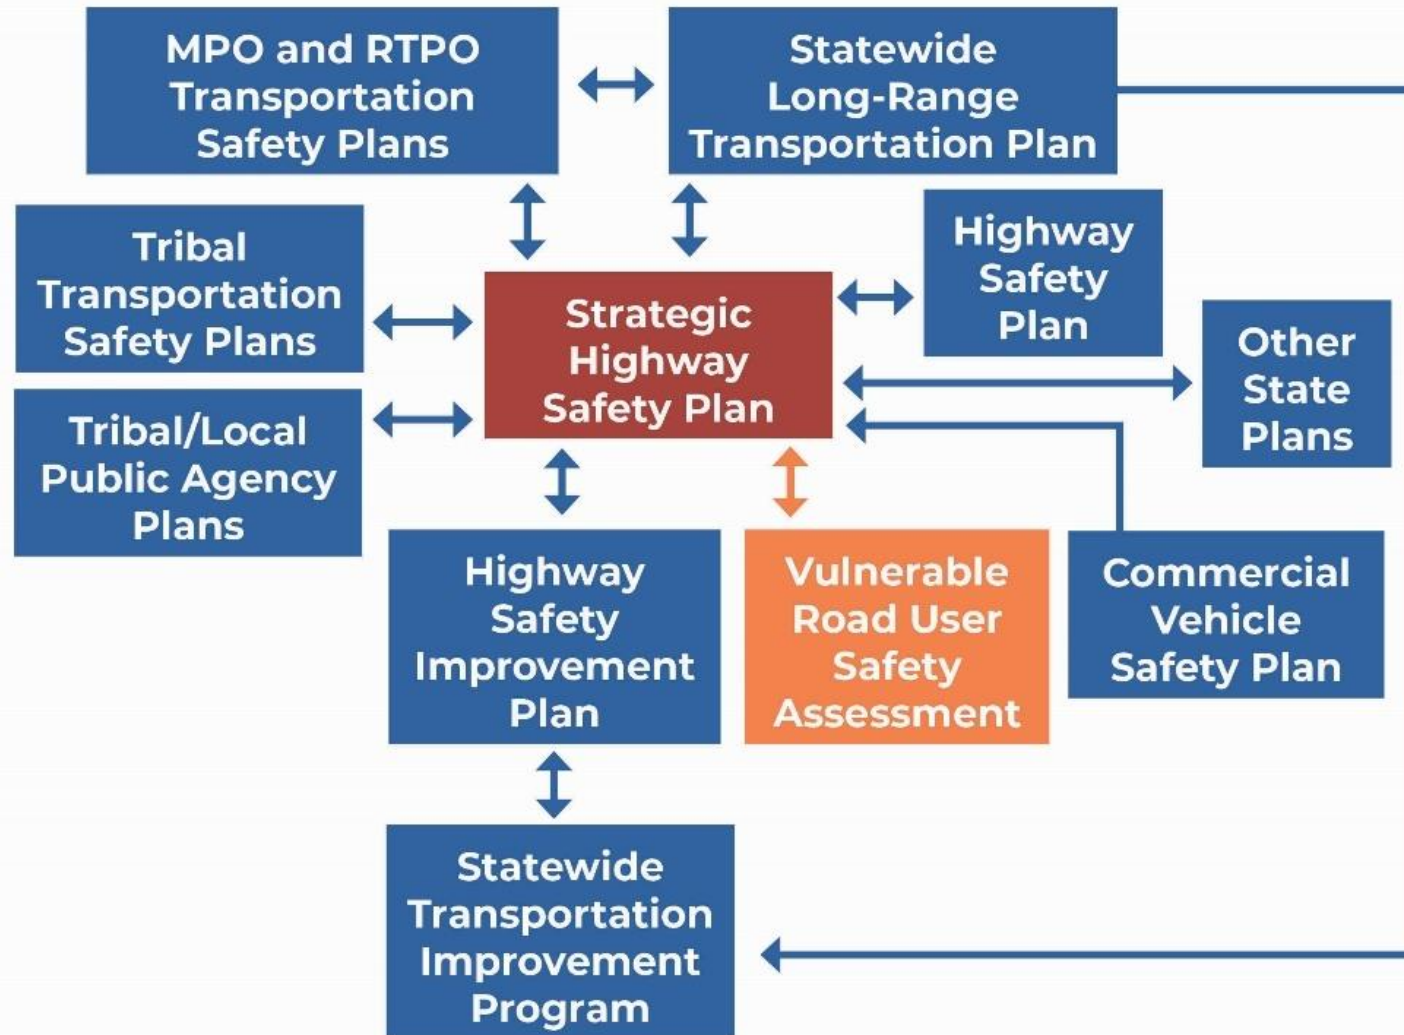 MPO and RTPO
Transportation
Safety Plans
Statewide
Long-Range
Transportation Plan
Tribal
Transportation
Safety Plans
Highway
Safety
Plan
Strategic
Highway
Safety Plan
Other
State
Plans
Tribal/Local
Public Agency
Plans
Highway
Safety
Improvement
Plan
Vulnerable
Road User
Safety
Assessment
Commercial
Vehicle
Safety Plan
Statewide
Transportation
Improvement
Program